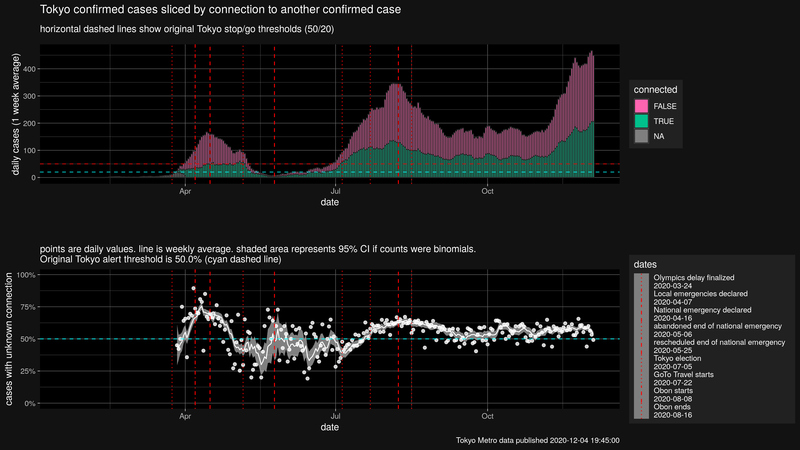 Tokyo confirmed cases sliced by connection to another confirmed case
horizontal dashed lines show original Tokyo stop/go thresholds (50/20)
daily cases (1 week average)
400
300
200
100
0
Apr
Jul
Oct
date
connected
FALSE
TRUE
NA
points are daily values. line is weekly average. shaded area represents 95% CI if counts were binomials.
Original Tokyo alert threshold is 50.0% (cyan dashed line)
cases with unknown connection
100%
75%
50%
25%
0%
Apr
Jul
Oct
date
dates
Olympics delay finalized
2020-03-24
Local emergencies declared
2020-04-07
National emergency declared
2020-04-16
abandoned end of national emergency
2020-05-06
rescheduled end of national emergency
2020-05-25
Tokyo election
2020-07-05
GoTo Travel starts
2020-07-22
Obon starts
2020-08-08
Obon ends
2020-08-16
Tokyo Metro data published 2020-12-04 19:45:00